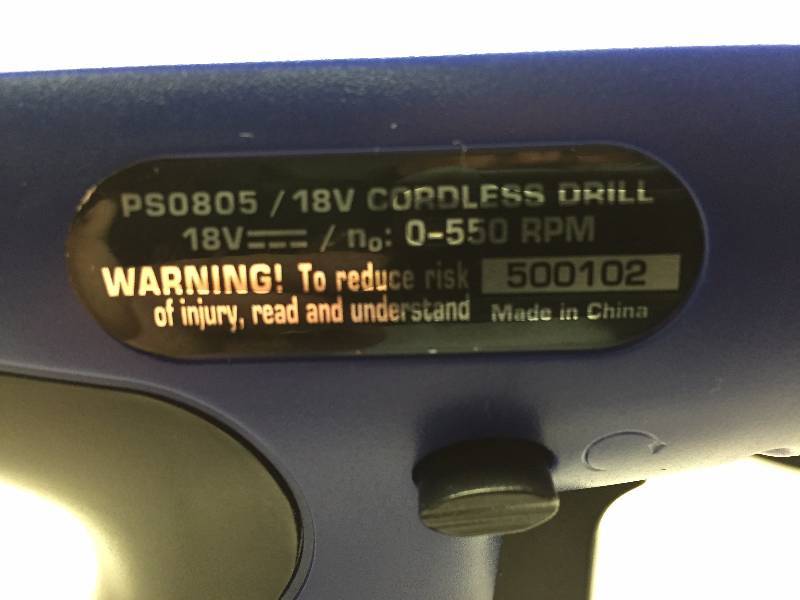 PS0805 / 18V CORDLESS DRILL
18V⎓ / n₀: 0-550 RPM
WARNING! To reduce risk
of injury, read and understand
500102
Made in China